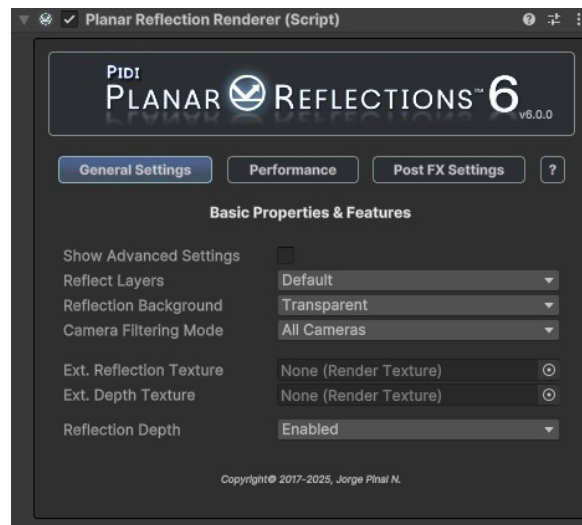 Planar Reflection Renderer (Script)
PIDI
PLANAR REFLECTIONS™ 6
v6.0.0
General Settings Performance Post FX Settings ?
Basic Properties & Features
Show Advanced Settings
Reflect Layers Default
Reflection Background Transparent
Camera Filtering Mode All Cameras
Ext. Reflection Texture None (Render Texture)
Ext. Depth Texture None (Render Texture)
Reflection Depth Enabled
Copyright© 2017-2025, Jorge Pinal N.